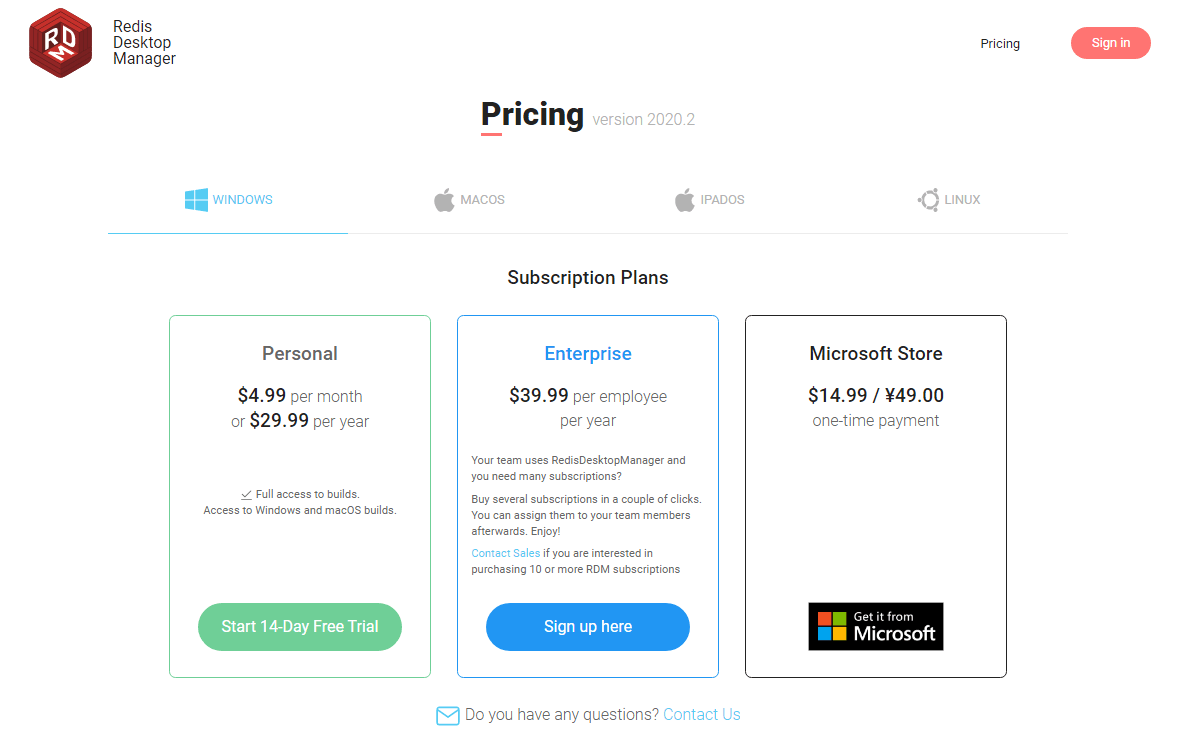 RDM
Redis
Desktop
Manager
Pricing
Sign in
Pricing version 2020.2
WINDOWS
MACOS
IPADOS
LINUX
Subscription Plans
Personal
$4.99 per month
or $29.99 per year
✓ Full access to builds.
Access to Windows and macOS builds.
Start 14-Day Free Trial
Enterprise
$39.99 per employee
per year
Your team uses RedisDesktopManager and
you need many subscriptions?
Buy several subscriptions in a couple of clicks.
You can assign them to your team members
afterwards. Enjoy!
Contact Sales if you are interested in
purchasing 10 or more RDM subscriptions
Sign up here
Microsoft Store
$14.99 / ¥49.00
one-time payment
Get it from
Microsoft
Do you have any questions? Contact Us